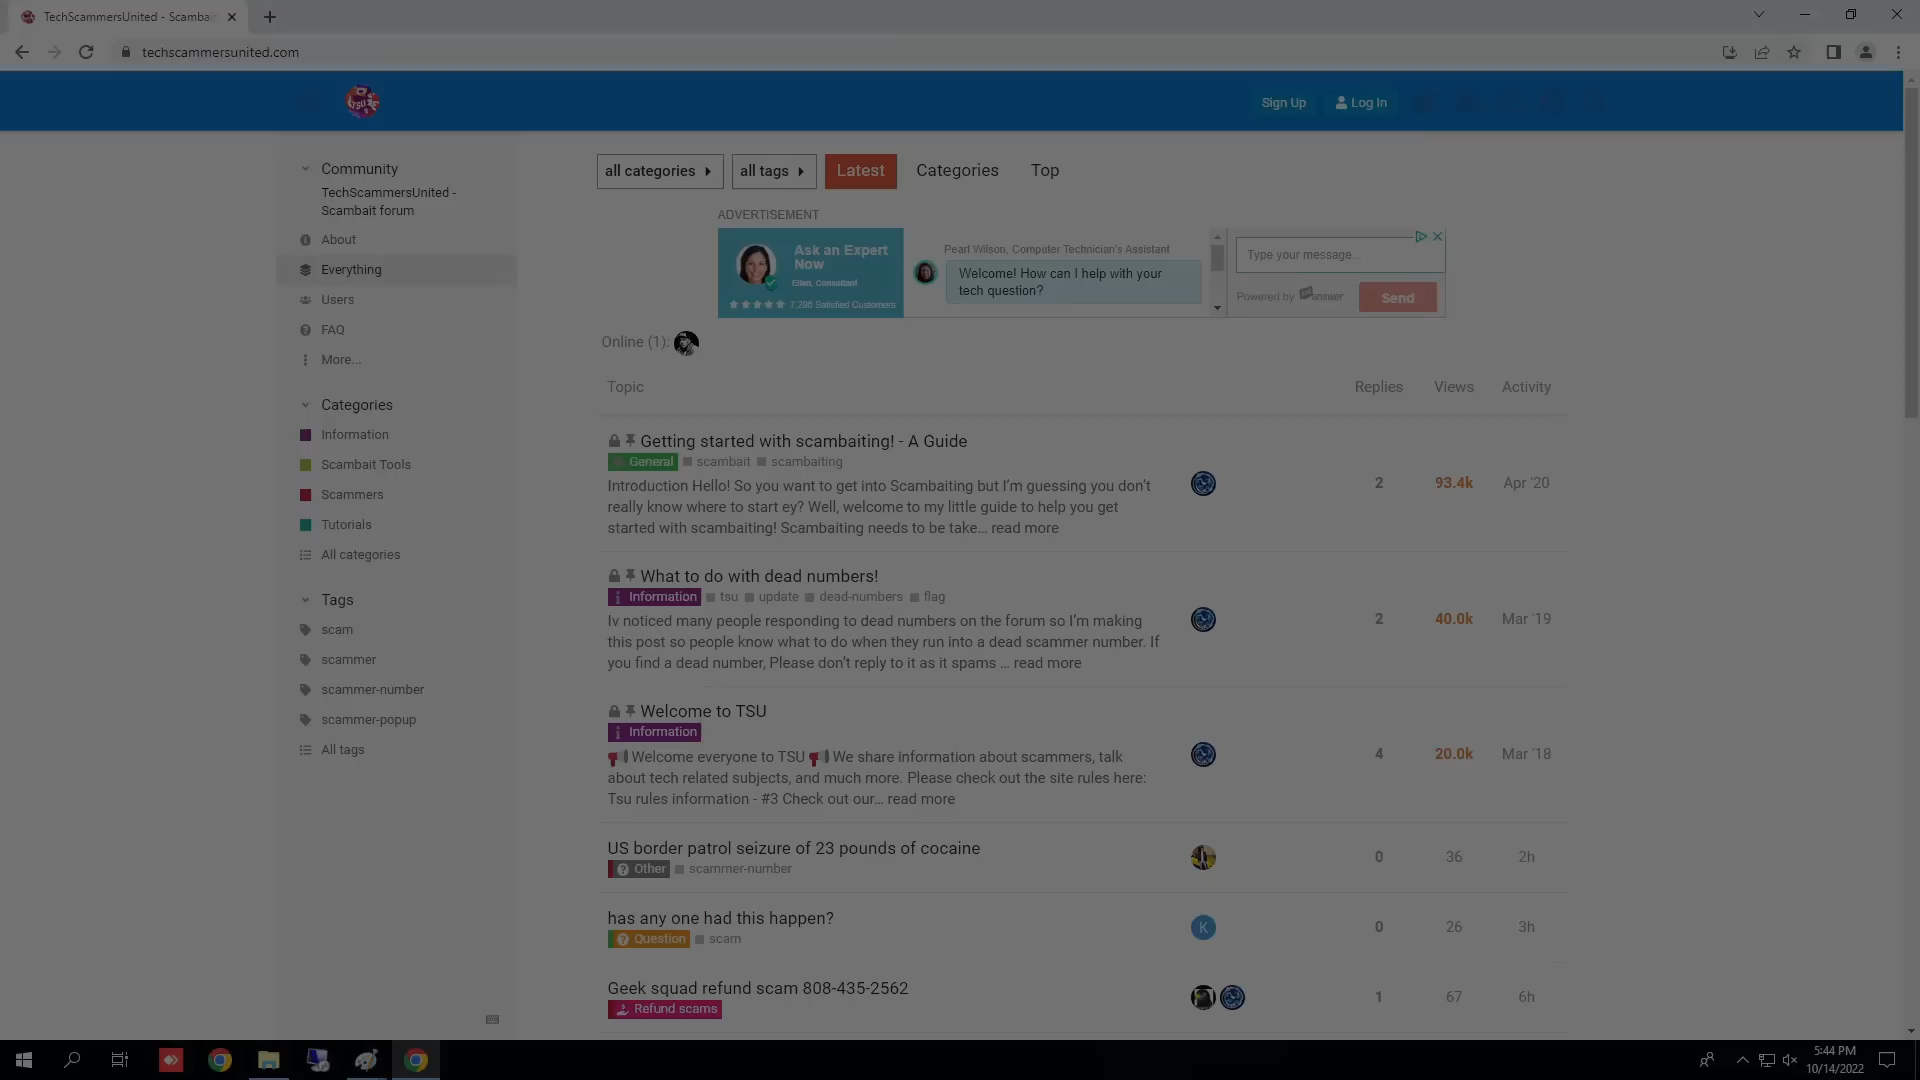 TechScammersUnited - Scambait
techscammersunited.com
TSU
Sign Up
Log In
Community
TechScammersUnited -
Scambait forum
About
Everything
Users
FAQ
More...
Categories
Information
Scambait Tools
Scammers
Tutorials
All categories
Tags
scam
scammer
scammer-number
scammer-popup
All tags
all categories
all tags
Latest
Categories
Top
ADVERTISEMENT
Ask an Expert
Now
Ellen, Consultant
7,296 Satisfied Customers
Pearl Wilson, Computer Technician's Assistant
Welcome! How can I help with your
tech question?
Type your message...
Powered by JustAnswer
Send
Online (1):
Topic
Replies
Views
Activity
Getting started with scambaiting! - A Guide
General scambait scambaiting
Introduction Hello! So you want to get into Scambaiting but I’m guessing you don’t
really know where to start ey? Well, welcome to my little guide to help you get
started with scambaiting! Scambaiting needs to be take… read more
2
93.4k
Apr '20
What to do with dead numbers!
Information tsu update dead-numbers flag
Iv noticed many people responding to dead numbers on the forum so I’m making
this post so people know what to do when they run into a dead scammer number. If
you find a dead number, Please don’t reply to it as it spams … read more
2
40.0k
Mar '19
Welcome to TSU
Information
Welcome everyone to TSU We share information about scammers, talk
about tech related subjects, and much more. Please check out the site rules here:
Tsu rules information - #3 Check out our… read more
4
20.0k
Mar '18
US border patrol seizure of 23 pounds of cocaine
Other scammer-number
0
36
2h
has any one had this happen?
Question scam
K
0
26
3h
Geek squad refund scam 808-435-2562
Refund scams
1
67
6h
5:44 PM
10/14/2022